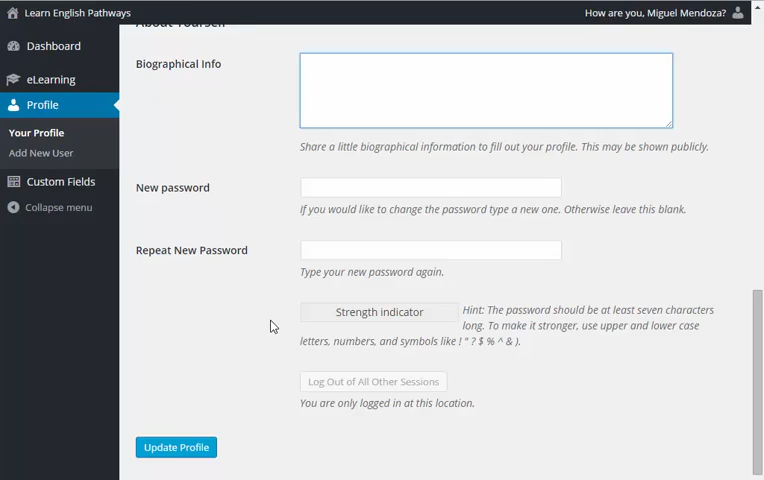 Learn English Pathways
How are you, Miguel Mendoza?
Dashboard
eLearning
Profile
Your Profile
Add New User
Custom Fields
Collapse menu
About Yourself
Biographical Info
Share a little biographical information to fill out your profile. This may be shown publicly.
New password
If you would like to change the password type a new one. Otherwise leave this blank.
Repeat New Password
Type your new password again.
Strength indicator
Hint: The password should be at least seven characters
long. To make it stronger, use upper and lower case
letters, numbers, and symbols like ! " ? $ % ^ & ).
Log Out of All Other Sessions
You are only logged in at this location.
Update Profile